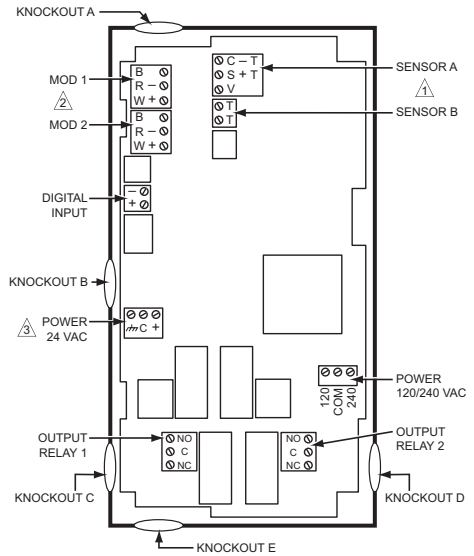 KNOCKOUT A
MOD 1
2
MOD 2
B
R –
W +
B
R –
W +
C – T
S + T
V
T
T
SENSOR A
1
SENSOR B
DIGITAL
INPUT
–
+
KNOCKOUT B
3
POWER
24 VAC
C +
120
COM
240
POWER
120/240 VAC
OUTPUT
RELAY 1
NO
C
NC
NO
C
NC
OUTPUT
RELAY 2
KNOCKOUT C
KNOCKOUT D
KNOCKOUT E